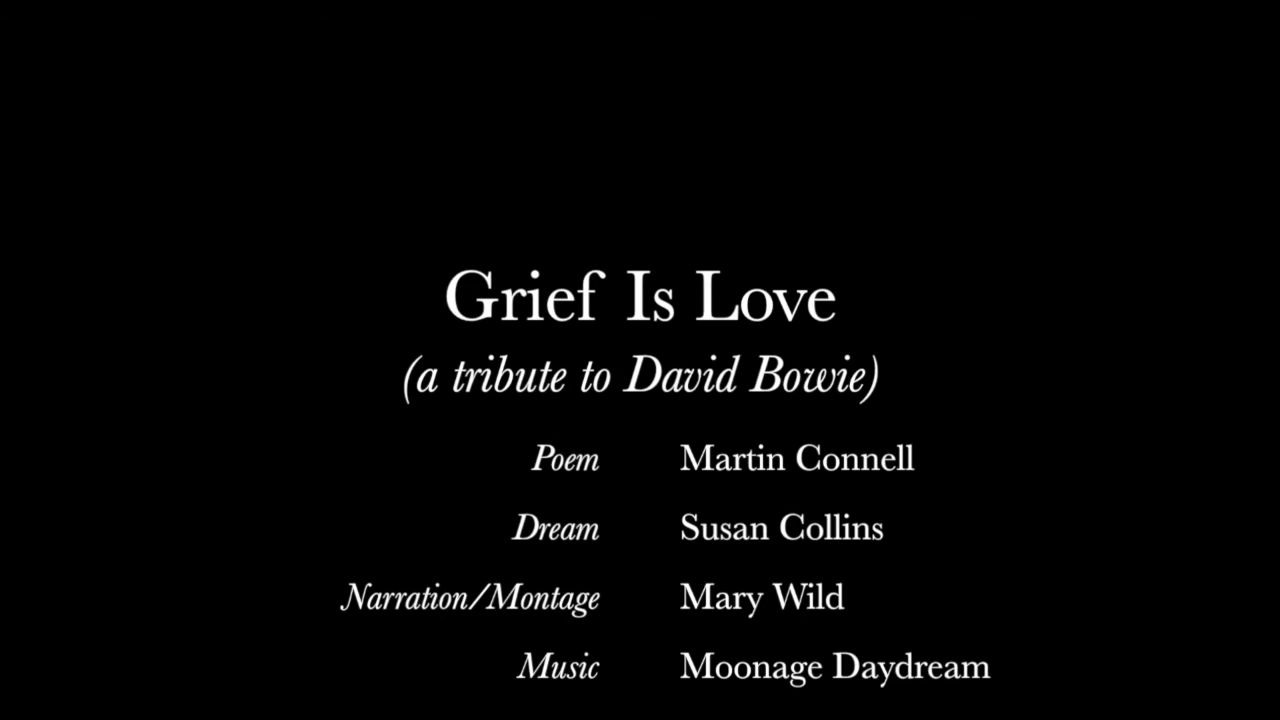 Grief Is Love
(a tribute to David Bowie)
Poem Martin Connell
Dream Susan Collins
Narration/Montage Mary Wild
Music Moonage Daydream